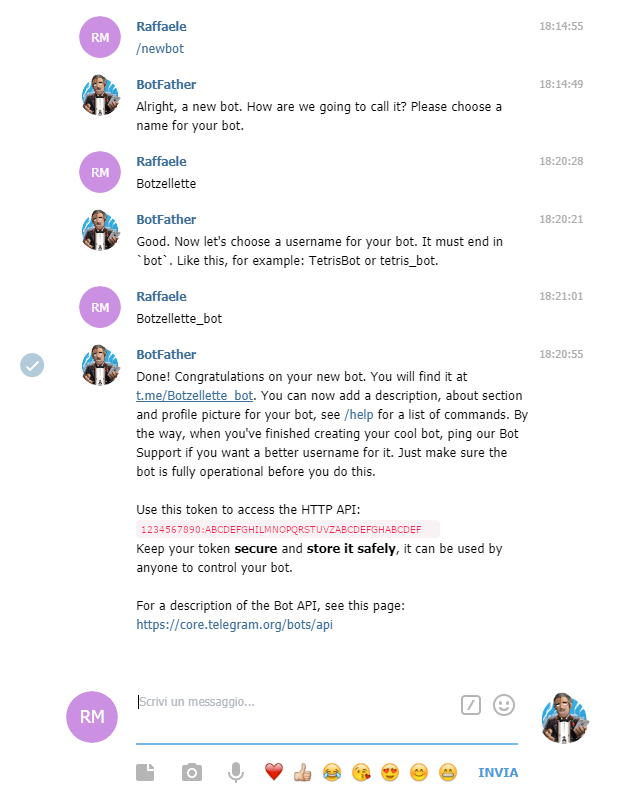 RM
Raffaele 18:14:55
/newbot
BotFather 18:14:49
Alright, a new bot. How are we going to call it? Please choose a
name for your bot.
RM
Raffaele 18:20:28
Botzellette
BotFather 18:20:21
Good. Now let's choose a username for your bot. It must end in
`bot`. Like this, for example: TetrisBot or tetris_bot.
RM
Raffaele 18:21:01
Botzellette_bot
BotFather 18:20:55
Done! Congratulations on your new bot. You will find it at
t.me/Botzellette_bot. You can now add a description, about section
and profile picture for your bot, see /help for a list of commands. By
the way, when you've finished creating your cool bot, ping our Bot
Support if you want a better username for it. Just make sure the
bot is fully operational before you do this.
Use this token to access the HTTP API:
1234567890:ABCDEFGHILMNOPQRSTUVZABCDEFGHABCDEF
Keep your token secure and store it safely, it can be used by
anyone to control your bot.
For a description of the Bot API, see this page:
https://core.telegram.org/bots/api
RM
Scrivi un messaggio...
INVIA